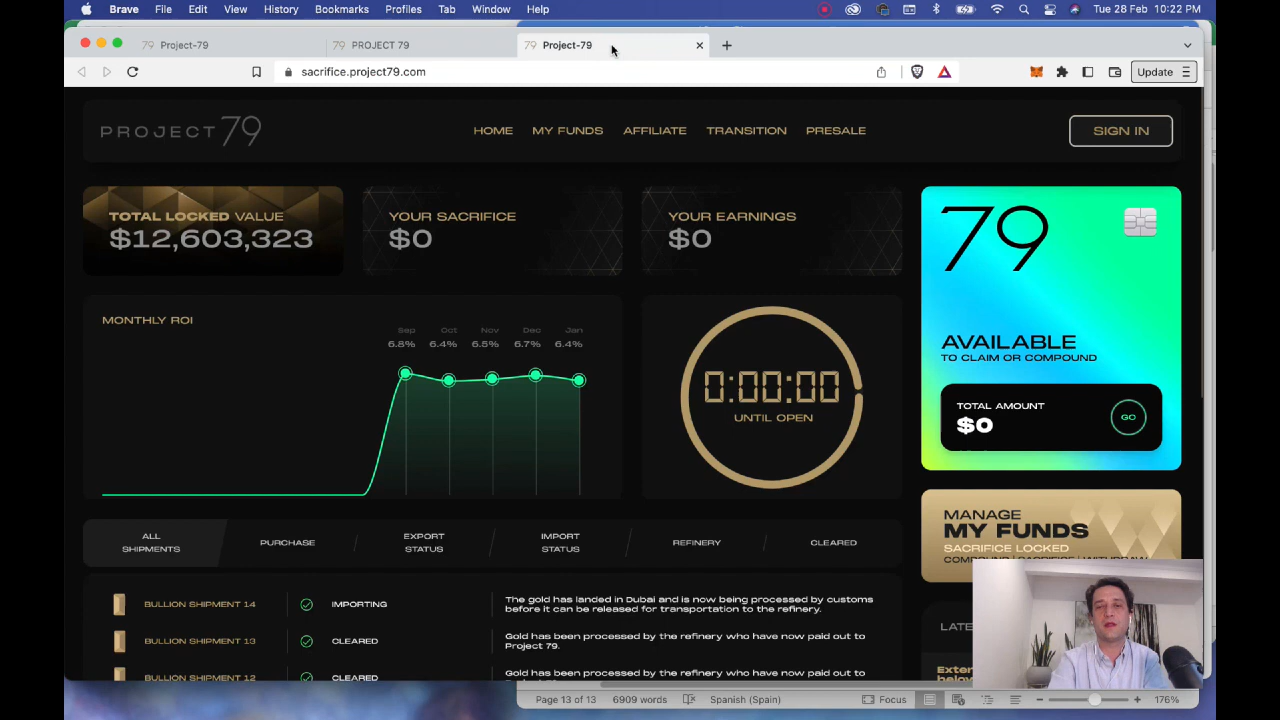 Brave File Edit View History Bookmarks Profiles Tab Window Help Tue 28 Feb 10:22 PM
Project-79 PROJECT 79 Project-79
sacrifice.project79.com Update
PROJECT 79 HOME MY FUNDS AFFILIATE TRANSITION PRESALE SIGN IN
TOTAL LOCKED VALUE
$12,603,323
YOUR SACRIFICE
$0
YOUR EARNINGS
$0
79
MONTHLY ROI
Sep Oct Nov Dec Jan
6.8% 6.4% 6.5% 6.7% 6.4%
0:00:00
UNTIL OPEN
AVAILABLE
TO CLAIM OR COMPOUND
TOTAL AMOUNT
$0
GO
MANAGE
MY FUNDS
SACRIFICE LOCKED
COMPOUND | SACRIFICE | WITHDRAW
ALL
SHIPMENTS
PURCHASE
EXPORT
STATUS
IMPORT
STATUS
REFINERY
CLEARED
BULLION SHIPMENT 14 IMPORTING The gold has landed in Dubai and is now being processed by customs
before it can be released for transportation to the refinery.
BULLION SHIPMENT 13 CLEARED Gold has been processed by the refinery who have now paid out to
Project 79.
BULLION SHIPMENT 12 CLEARED Gold has been processed by the refinery who have now paid out to
LATE
Exter
below
Page 13 of 13 6909 words Spanish (Spain) Focus 176%